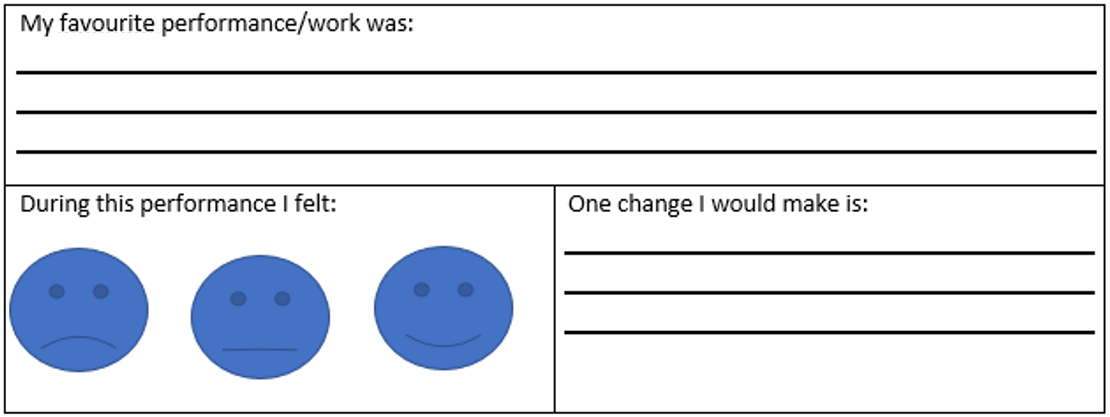 My favourite performance/work was:
During this performance I felt:
One change I would make is: